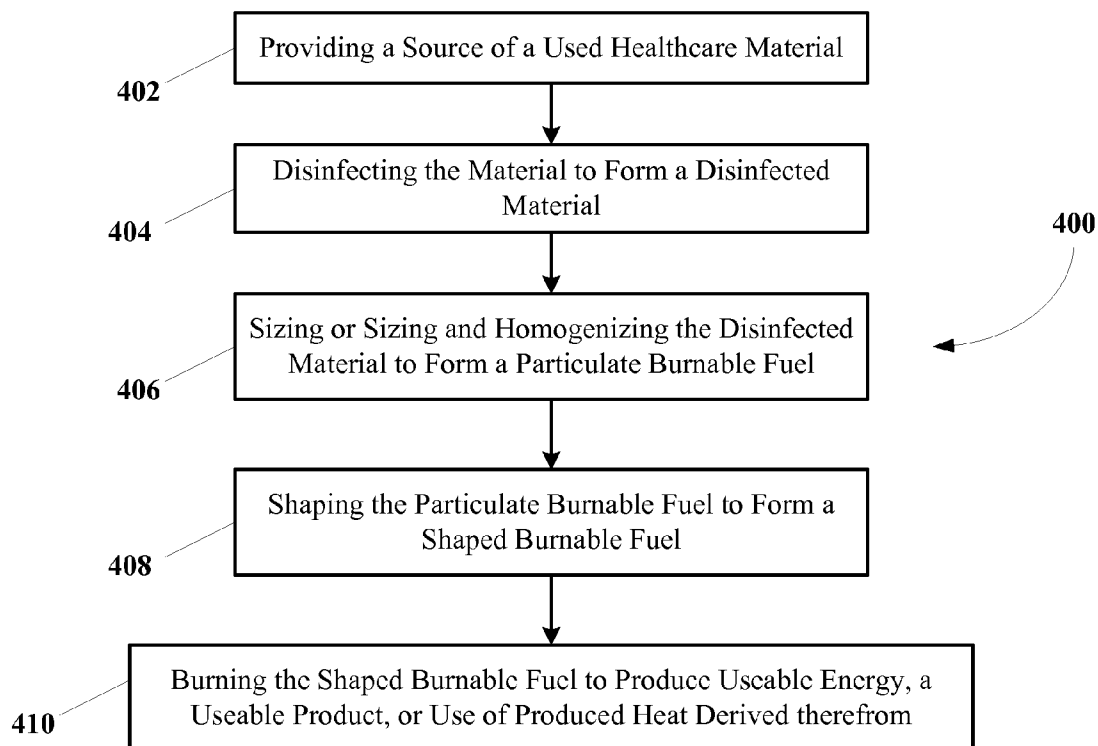 Providing a Source of a Used Healthcare Material
402
Disinfecting the Material to Form a Disinfected
Material
404
400
Sizing or Sizing and Homogenizing the Disinfected
Material to Form a Particulate Burnable Fuel
406
Shaping the Particulate Burnable Fuel to Form a
Shaped Burnable Fuel
408
Burning the Shaped Burnable Fuel to Produce Useable Energy, a
Useable Product, or Use of Produced Heat Derived therefrom
410